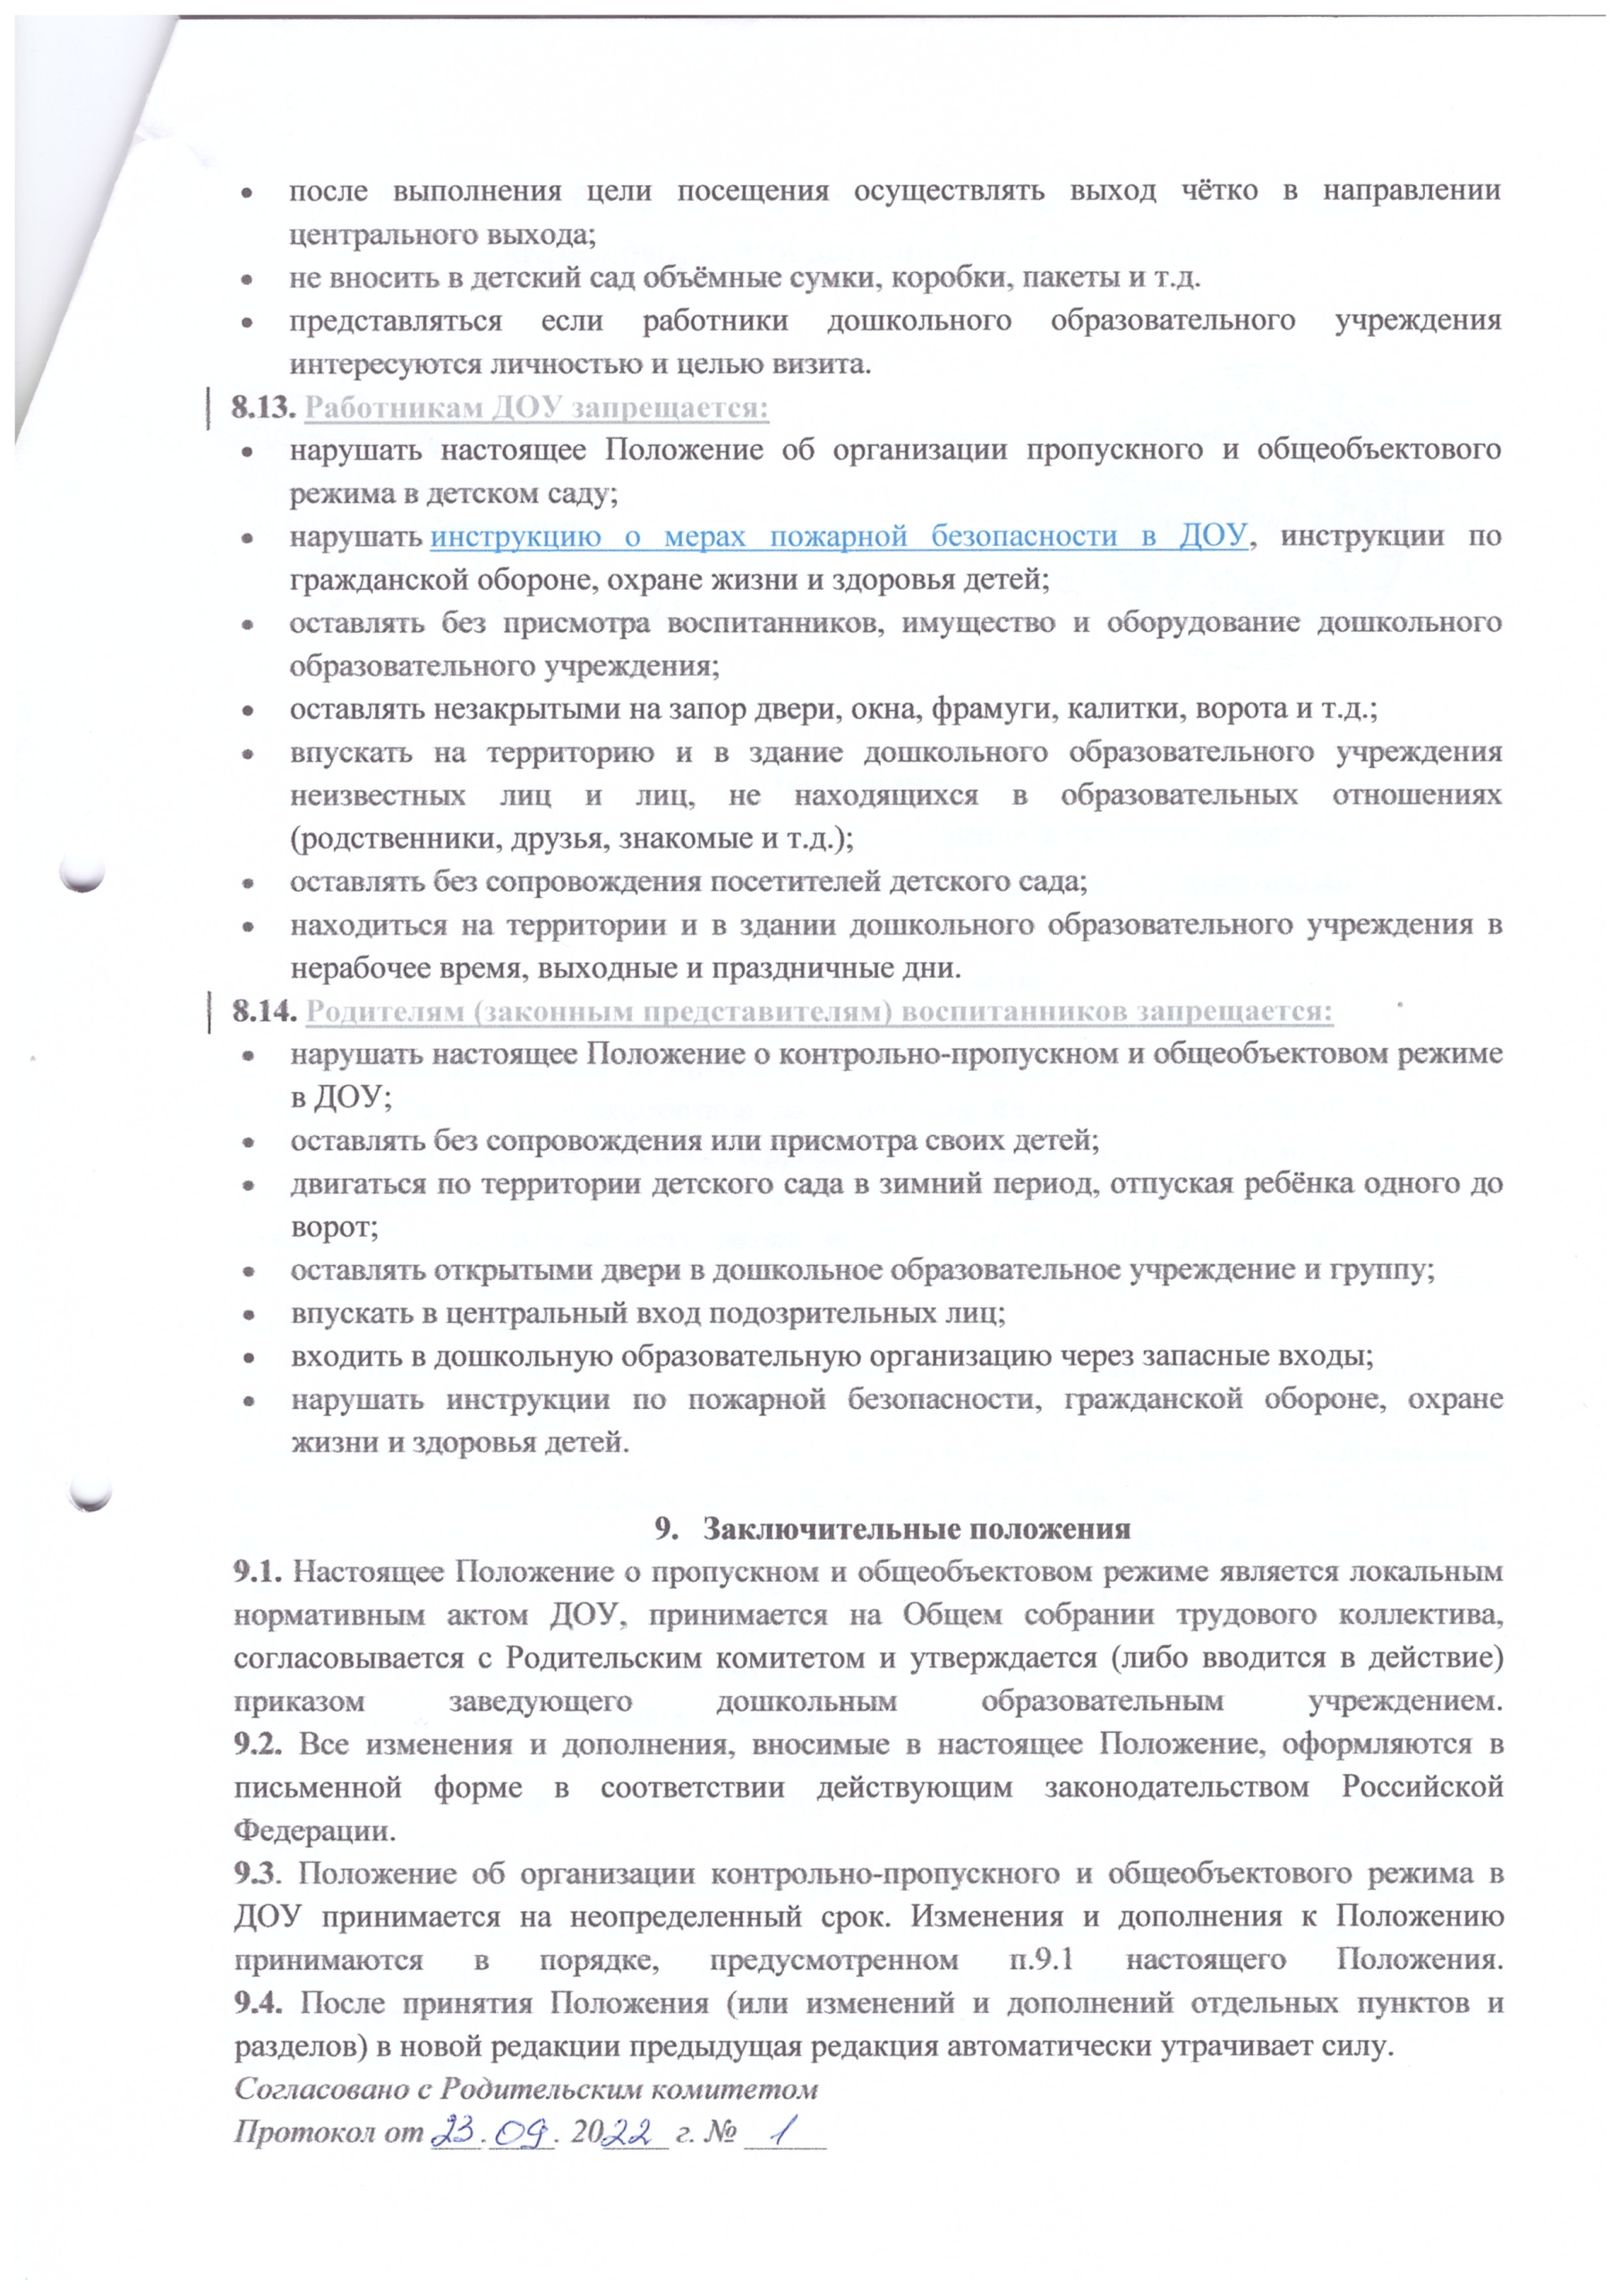 • после выполнения цели посещения осуществлять выход чётко в направлении
центрального выхода;
• не вносить в детский сад объёмные сумки, коробки, пакеты и т.д.
• представляться если работники дошкольного образовательного учреждения
интересуются личностью и целью визита.
8.13. Работникам ДОУ запрещается:
• нарушать настоящее Положение об организации пропускного и общеобъектового
режима в детском саду;
• нарушать инструкцию о мерах пожарной безопасности в ДОУ, инструкции по
гражданской обороне, охране жизни и здоровья детей;
• оставлять без присмотра воспитанников, имущество и оборудование дошкольного
образовательного учреждения;
• оставлять незакрытыми на запор двери, окна, фрамуги, калитки, ворота и т.д.;
• впускать на территорию и в здание дошкольного образовательного учреждения
неизвестных лиц и лиц, не находящихся в образовательных отношениях
(родственники, друзья, знакомые и т.д.);
• оставлять без сопровождения посетителей детского сада;
• находиться на территории и в здании дошкольного образовательного учреждения в
нерабочее время, выходные и праздничные дни.
8.14. Родителям (законным представителям) воспитанников запрещается:
• нарушать настоящее Положение о контрольно-пропускном и общеобъектовом режиме
в ДОУ;
• оставлять без сопровождения или присмотра своих детей;
• двигаться по территории детского сада в зимний период, отпуская ребёнка одного до
ворот;
• оставлять открытыми двери в дошкольное образовательное учреждение и группу;
• впускать в центральный вход подозрительных лиц;
• входить в дошкольную образовательную организацию через запасные входы;
• нарушать инструкции по пожарной безопасности, гражданской обороне, охране
жизни и здоровья детей.
9. Заключительные положения
9.1. Настоящее Положение о пропускном и общеобъектовом режиме является локальным
нормативным актом ДОУ, принимается на Общем собрании трудового коллектива,
согласовывается с Родительским комитетом и утверждается (либо вводится в действие)
приказом заведующего дошкольным образовательным учреждением.
9.2. Все изменения и дополнения, вносимые в настоящее Положение, оформляются в
письменной форме в соответствии действующим законодательством Российской
Федерации.
9.3. Положение об организации контрольно-пропускного и общеобъектового режима в
ДОУ принимается на неопределенный срок. Изменения и дополнения к Положению
принимаются в порядке, предусмотренном п.9.1 настоящего Положения.
9.4. После принятия Положения (или изменений и дополнений отдельных пунктов и
разделов) в новой редакции предыдущая редакция автоматически утрачивает силу.
Согласовано с Родительским комитетом
Протокол от 23.09.2022 г. № 1